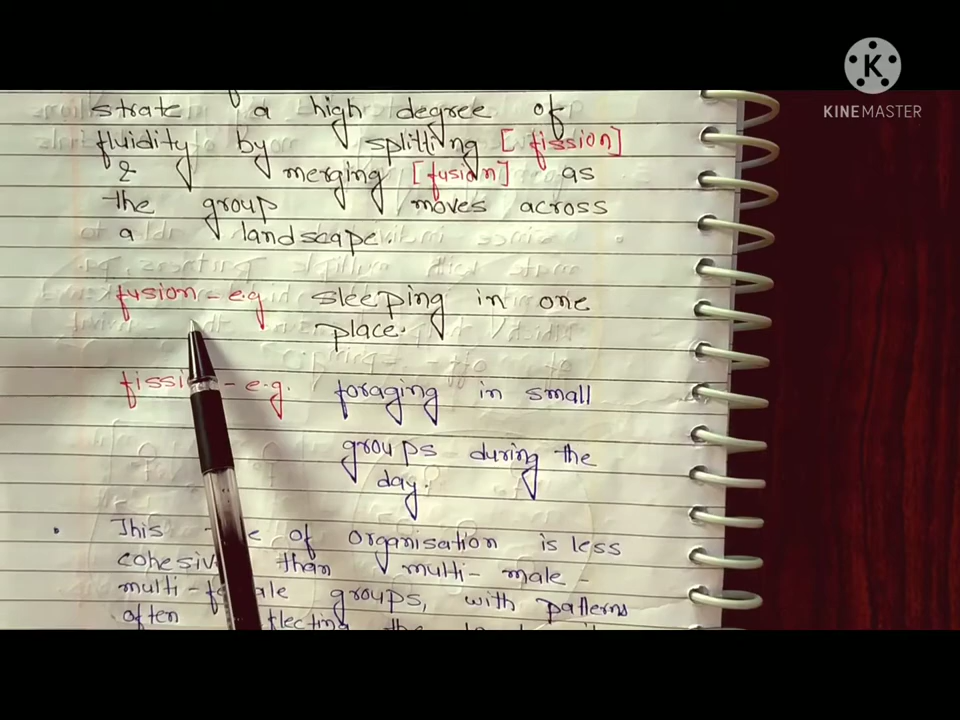 K
KINEMASTER
strate a high degree of
fluidity by splitting [fission]
& merging [fusion] as
the group moves across
a landscape.
fusion - e.g sleeping in one
place.
- e.g. foraging in small
groups during the
day.
• This of organisation is less
than multi-male-
groups, with patterns
often the